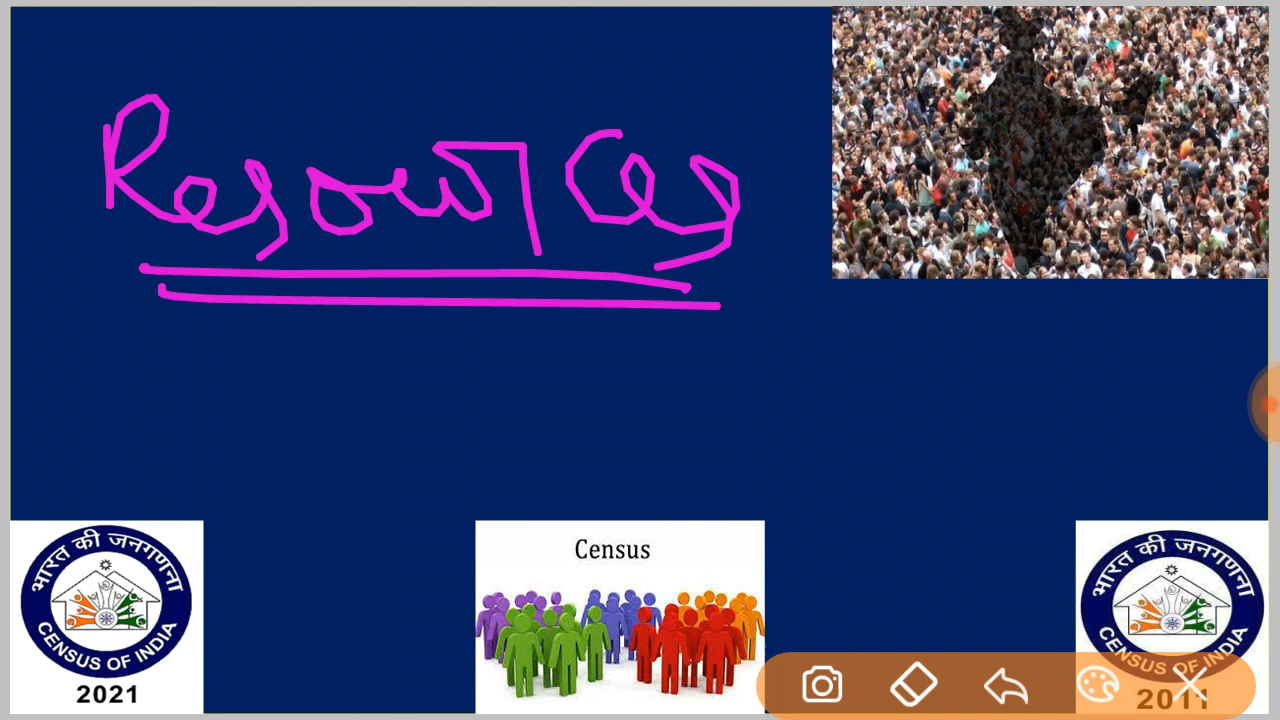 Resources
Census
भारत की जनगणना
CENSUS OF INDIA
2021
भारत की जनगणना
CENSUS OF INDIA
2011